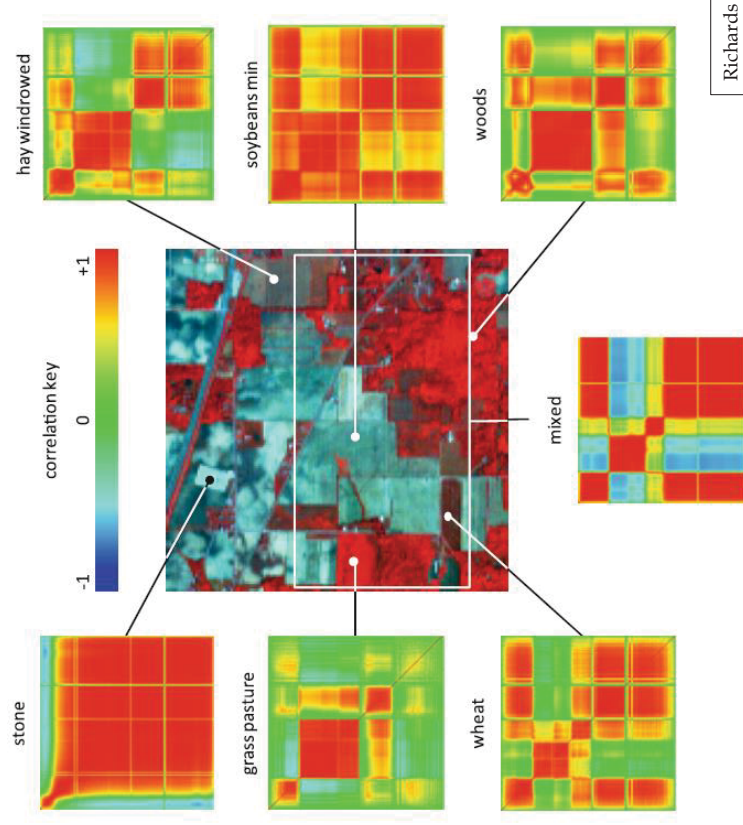 stone
grass pasture
wheat
correlation key
-1
0
+1
mixed
hay windrowed
soybeans min
woods
Richards